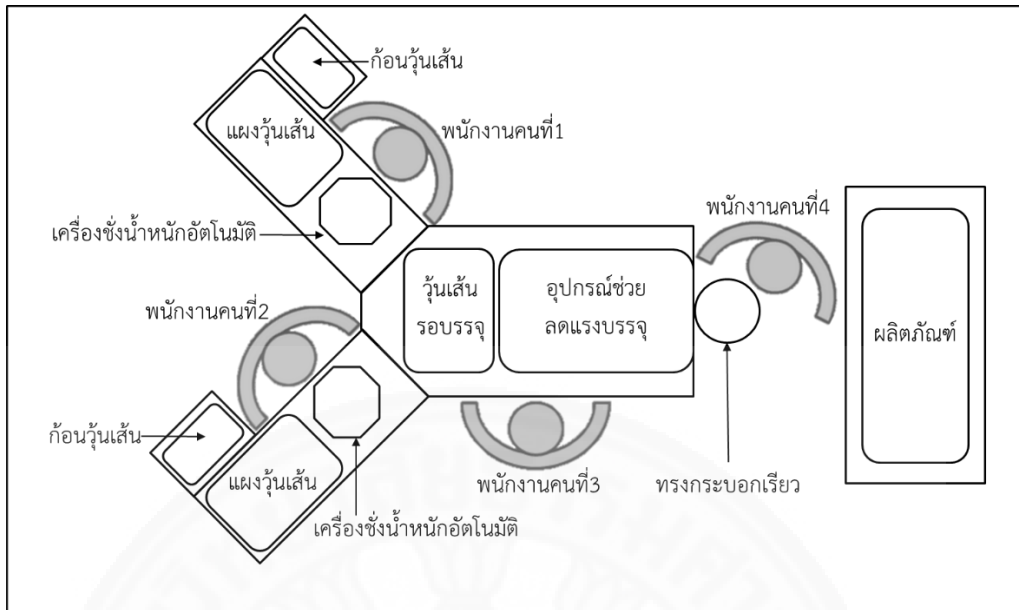 ก้อนวุ้นเส้น
แผงวุ้นเส้น
พนักงานคนที่1
พนักงานคนที่4
เครื่องชั่งน้ำหนักอัตโนมัติ
พนักงานคนที่2
วุ้นเส้น
รอบรรจุ
อุปกรณ์ช่วย
ลดแรงบรรจุ
ผลิตภัณฑ์
ก้อนวุ้นเส้น
แผงวุ้นเส้น
พนักงานคนที่3
ทรงกระบอกเรียว
เครื่องชั่งน้ำหนักอัตโนมัติ